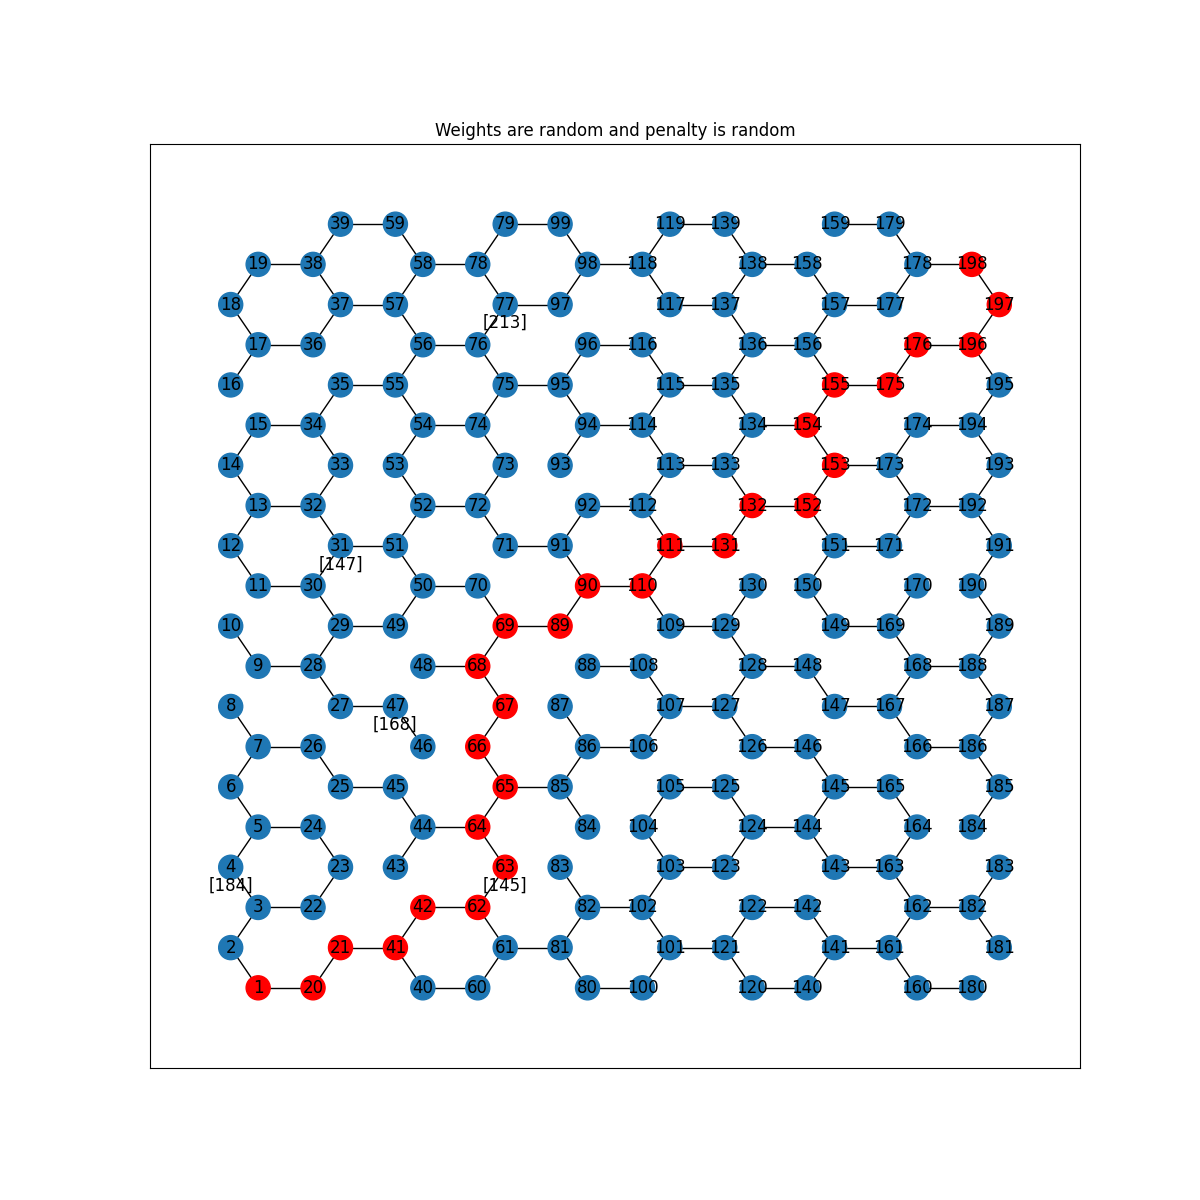 Weights are random and penalty is random
39 59 79 99 119 139 159 179
19 38 58 78 98 118 138 158 178 198
18 37 57 77 97 117 137 157 177 197
[213]
17 36 56 76 96 116 136 156 176 196
16 35 55 75 95 115 135 155 175 195
15 34 54 74 94 114 134 154 174 194
14 33 53 73 93 113 133 153 173 193
13 32 52 72 92 112 132 152 172 192
12 31 51 71 91 111 131 151 171 191
[147]
11 30 50 70 90 110 130 150 170 190
10 29 49 69 89 109 129 149 169 189
9 28 48 68 88 108 128 148 168 188
8 27 47 67 87 107 127 147 167 187
[168]
7 26 46 66 86 106 126 146 166 186
6 25 45 65 85 105 125 145 165 185
5 24 44 64 84 104 124 144 164 184
4 23 43 63 83 103 123 143 163 183
[184] [145]
3 22 42 62 82 102 122 142 162 182
2 21 41 61 81 101 121 141 161 181
1 20 40 60 80 100 120 140 160 180